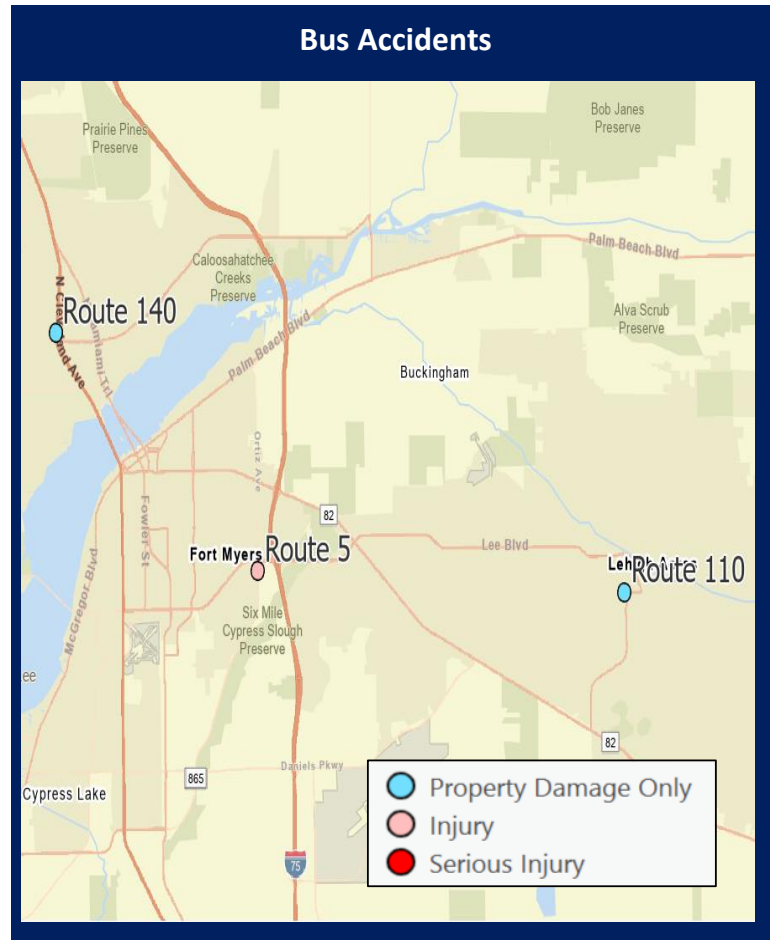 Bus Accidents
Bob Janes
Preserve
Prairie Pines
Preserve
Palm Beach Blvd
Caloosahatchee
Creeks
Preserve
N Cleveland Ave
Route 140
Tamiami Trl
Alva Scrub
Preserve
Palm Beach Blvd
Buckingham
Ortiz Ave
Fowler St
82
Fort Myers
Route 5
Lee Blvd
Route 110
McGregor Blvd
Six Mile
Cypress Slough
Preserve
82
Daniels Pkwy
865
Cypress Lake
75
Property Damage Only
Injury
Serious Injury